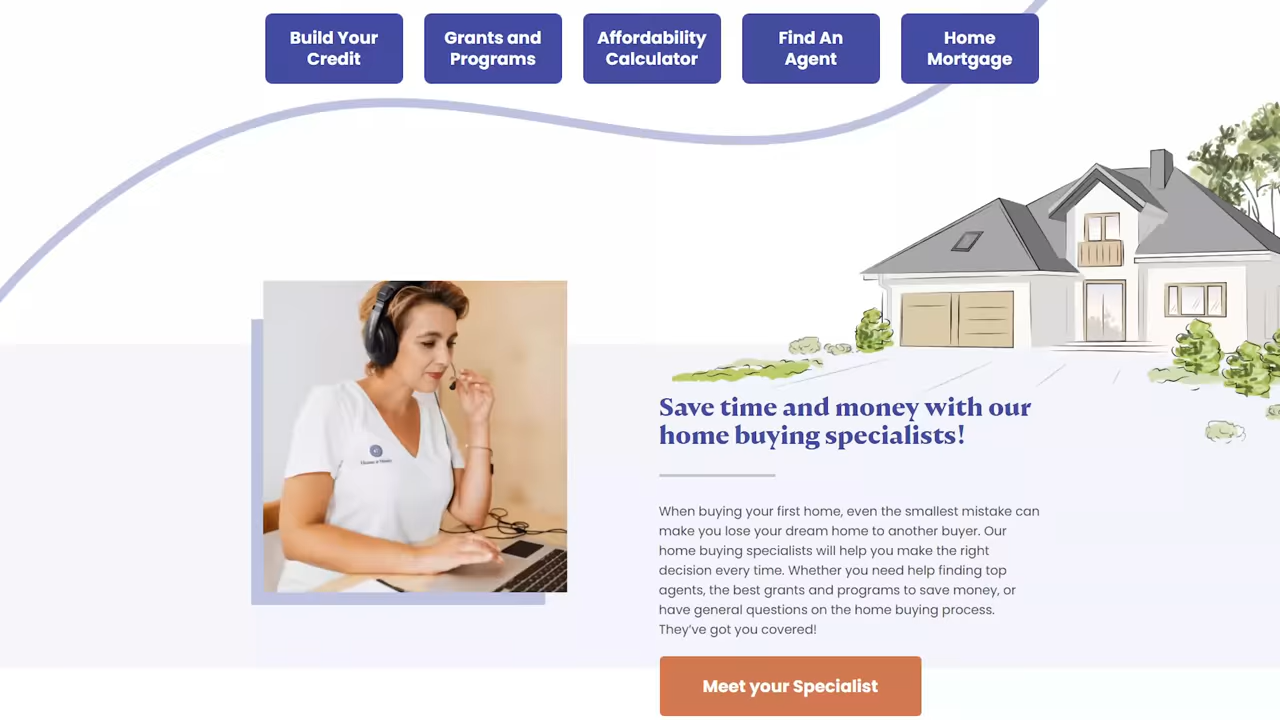 Build Your
Credit
Grants and
Programs
Affordability
Calculator
Find An
Agent
Home
Mortgage
Save time and money with our
home buying specialists!
When buying your first home, even the smallest mistake can
make you lose your dream home to another buyer. Our
home buying specialists will help you make the right
decision every time. Whether you need help finding top
agents, the best grants and programs to save money, or
have general questions on the home buying process.
They’ve got you covered!
Meet your Specialist